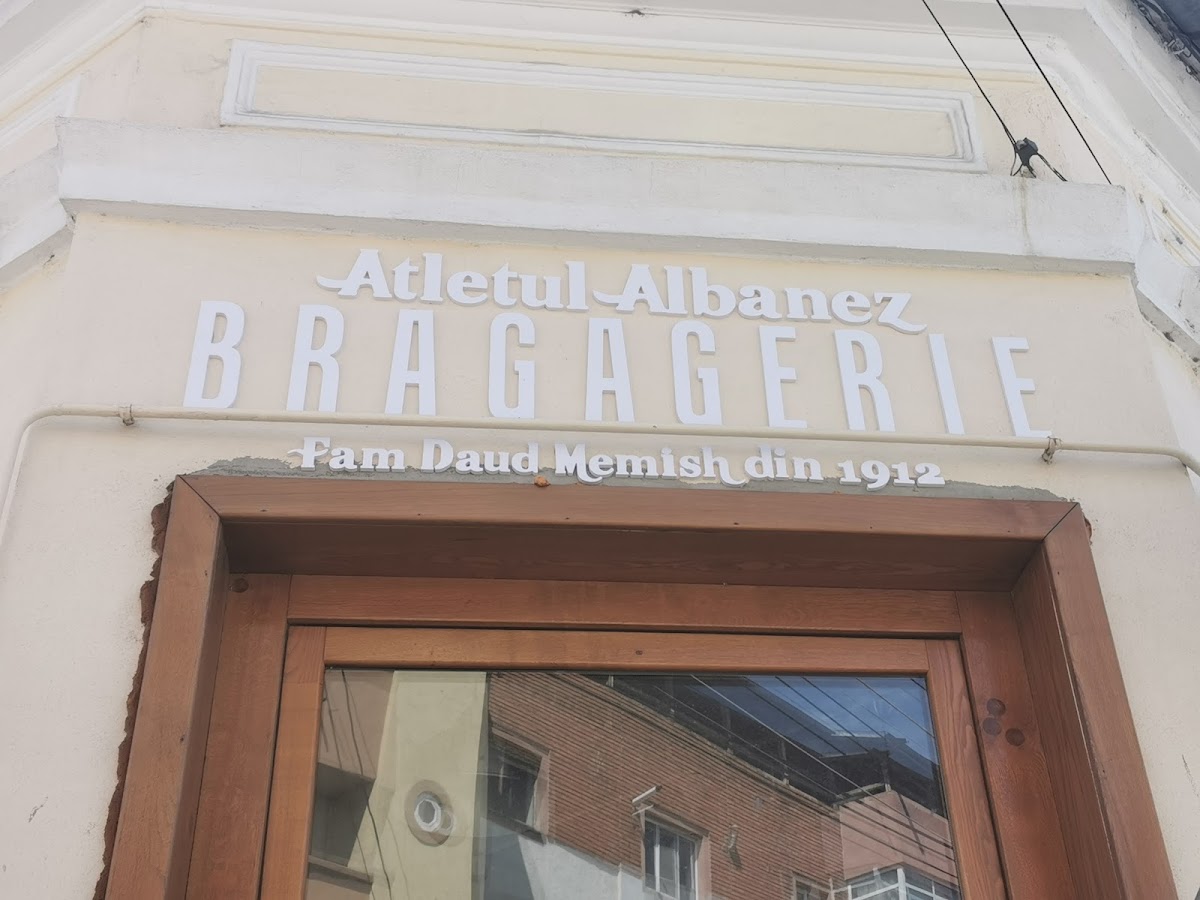 Atletul Albanez
BRAGAGERIE
Fam Daud Memish din 1912